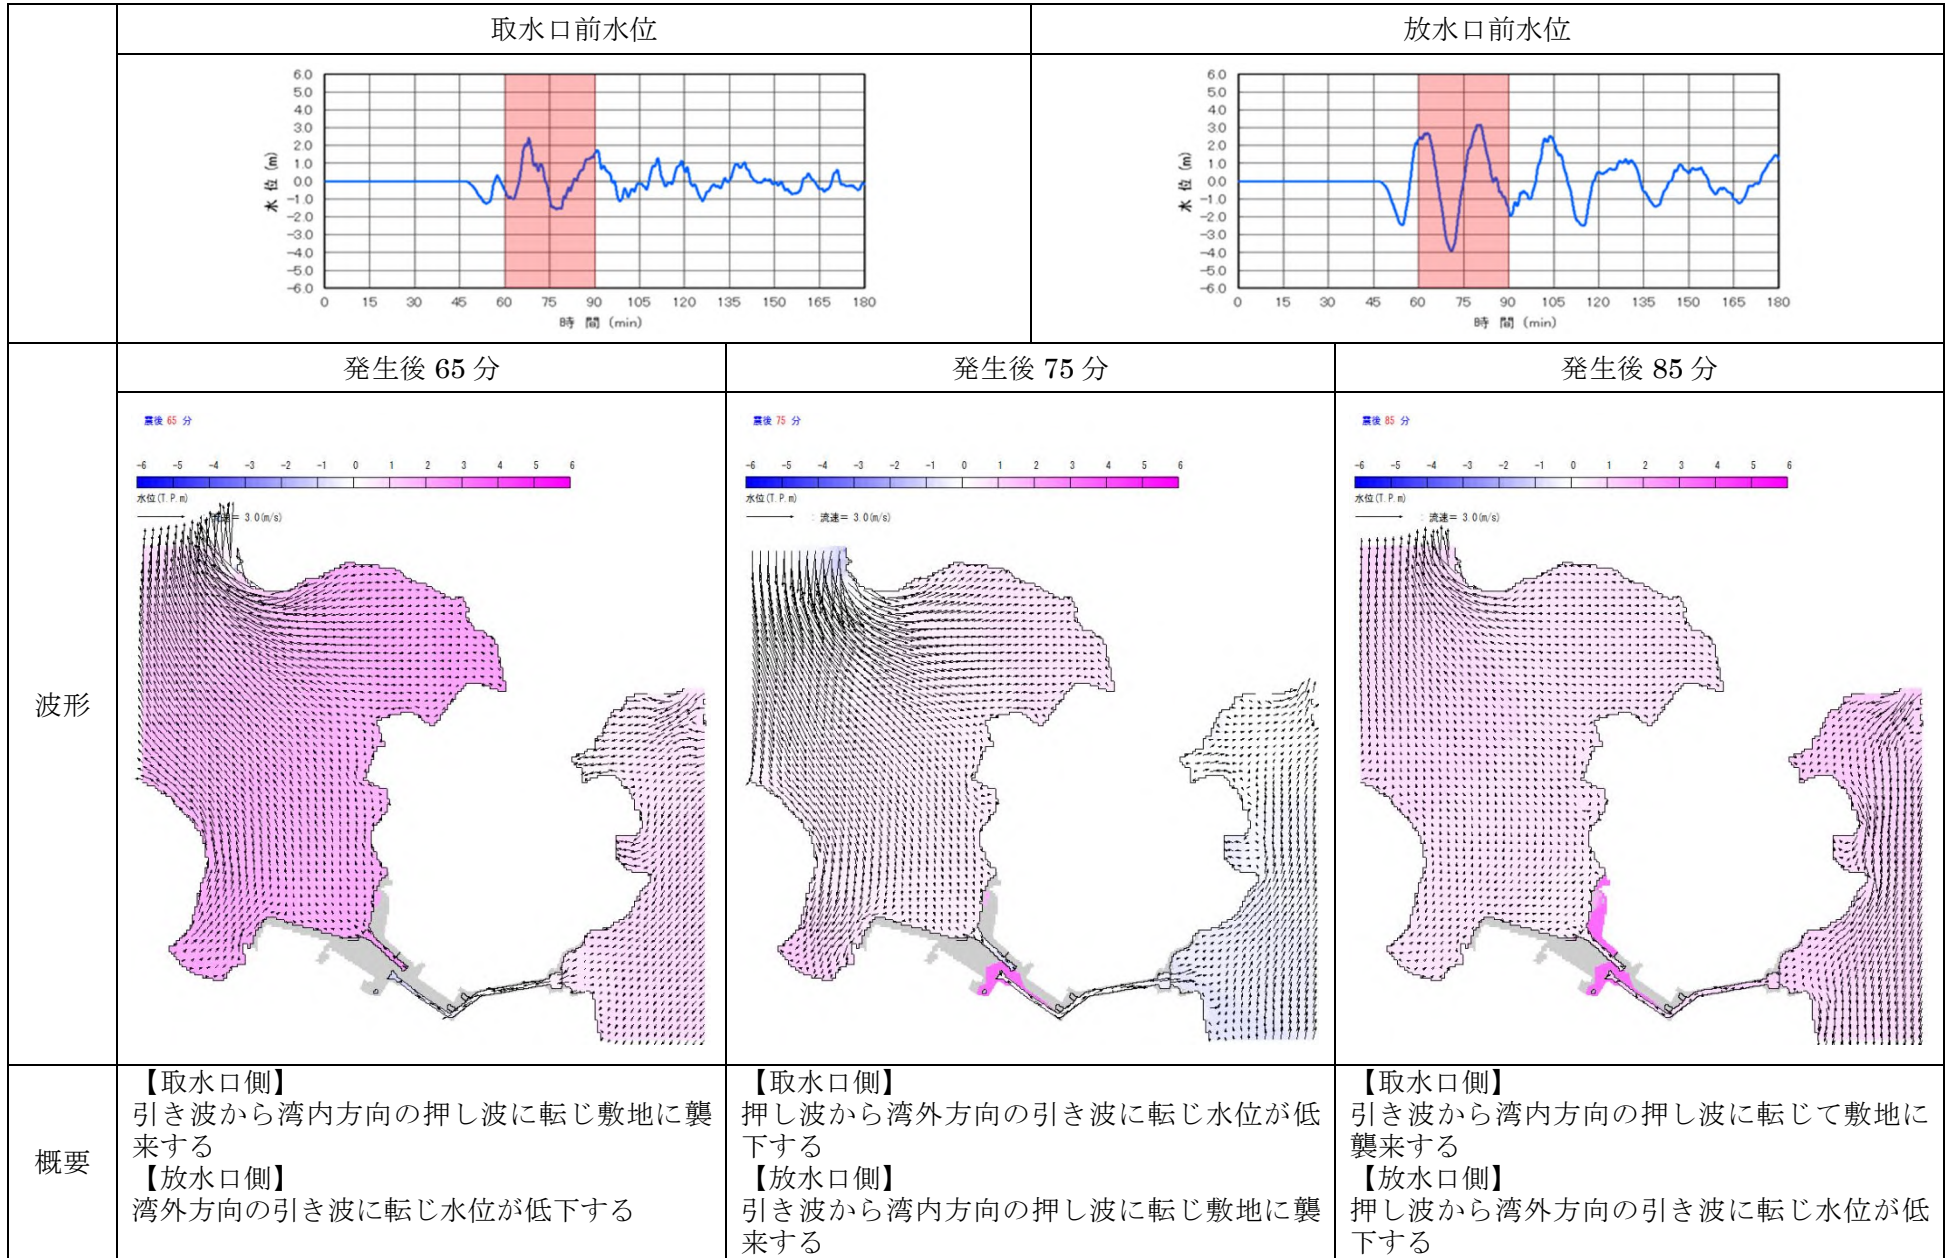 取水口前水位
放水口前水位
6.0
5.0
4.0
3.0
2.0
1.0
0.0
-1.0
-2.0
-3.0
-4.0
-5.0
-6.0
水 位 (m)
0 15 30 45 60 75 90 105 120 135 150 165 180
時 間 (min)
6.0
5.0
4.0
3.0
2.0
1.0
0.0
-1.0
-2.0
-3.0
-4.0
-5.0
-6.0
水 位 (m)
0 15 30 45 60 75 90 105 120 135 150 165 180
時 間 (min)
波形
発生後 65 分
発生後 75 分
発生後 85 分
震後 65 分
-6 -5 -4 -3 -2 -1 0 1 2 3 4 5 6
水位(T.P.m)
流速= 3.0(m/s)
震後 75 分
-6 -5 -4 -3 -2 -1 0 1 2 3 4 5 6
水位(T.P.m)
: 流速= 3.0(m/s)
震後 85 分
-6 -5 -4 -3 -2 -1 0 1 2 3 4 5 6
水位(T.P.m)
: 流速= 3.0(m/s)
概要
【取水口側】
引き波から湾内方向の押し波に転じ敷地に襲
来する
【放水口側】
湾外方向の引き波に転じ水位が低下する
【取水口側】
押し波から湾外方向の引き波に転じ水位が低
下する
【放水口側】
引き波から湾内方向の押し波に転じ敷地に襲
来する
【取水口側】
引き波から湾内方向の押し波に転じて敷地に
襲来する
【放水口側】
押し波から湾外方向の引き波に転じ水位が低
下する